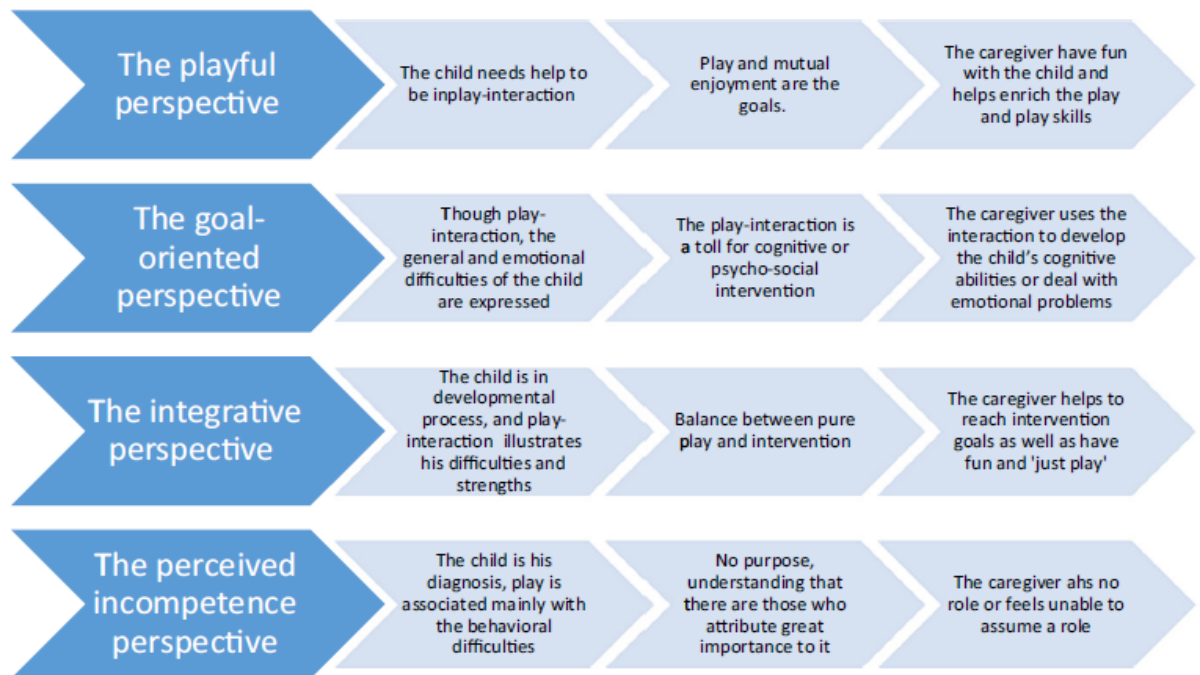 The playful
perspective
The child needs help to
be inplay-interaction
Play and mutual
enjoyment are the
goals.
The caregiver have fun
with the child and
helps enrich the play
and play skills
The goal-
oriented
perspective
Though play-
interaction, the
general and emotional
difficulties of the child
are expressed
The play-interaction is
a toll for cognitive or
psycho-social
intervention
The caregiver uses the
interaction to develop
the child's cognitive
abilities or deal with
emotional problems
The integrative
perspective
The child is in
developmental
process, and play-
interaction illustrates
his difficulties and
strengths
Balance between pure
play and intervention
The caregiver helps to
reach intervention
goals as well as have
fun and 'just play'
The perceived
incompetence
perspective
The child is his
diagnosis, play is
associated mainly with
the behavioral
difficulties
No purpose,
understanding that
there are those who
attribute great
importance to it
The caregiver ahs no
role or feels unable to
assume a role